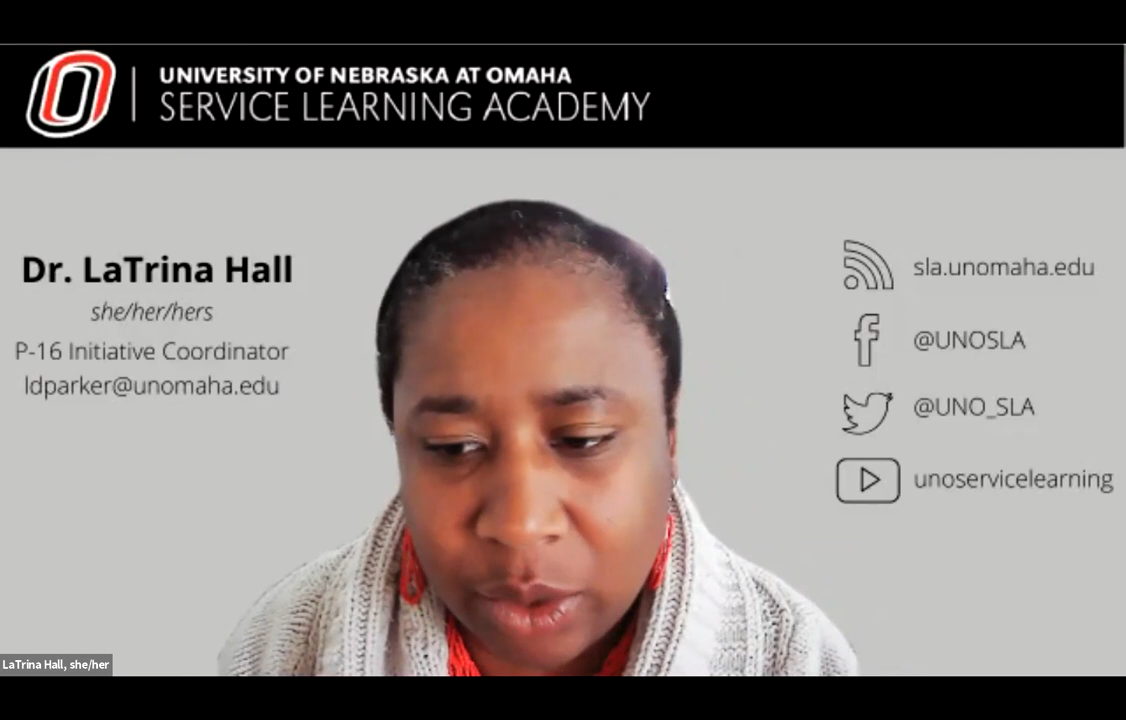 UNIVERSITY OF NEBRASKA AT OMAHA
SERVICE LEARNING ACADEMY
Dr. LaTrina Hall
she/her/hers
P-16 Initiative Coordinator
ldparker@unomaha.edu
sla.unomaha.edu
@UNOSLA
@UNO_SLA
unoservicelearning
LaTrina Hall, she/her